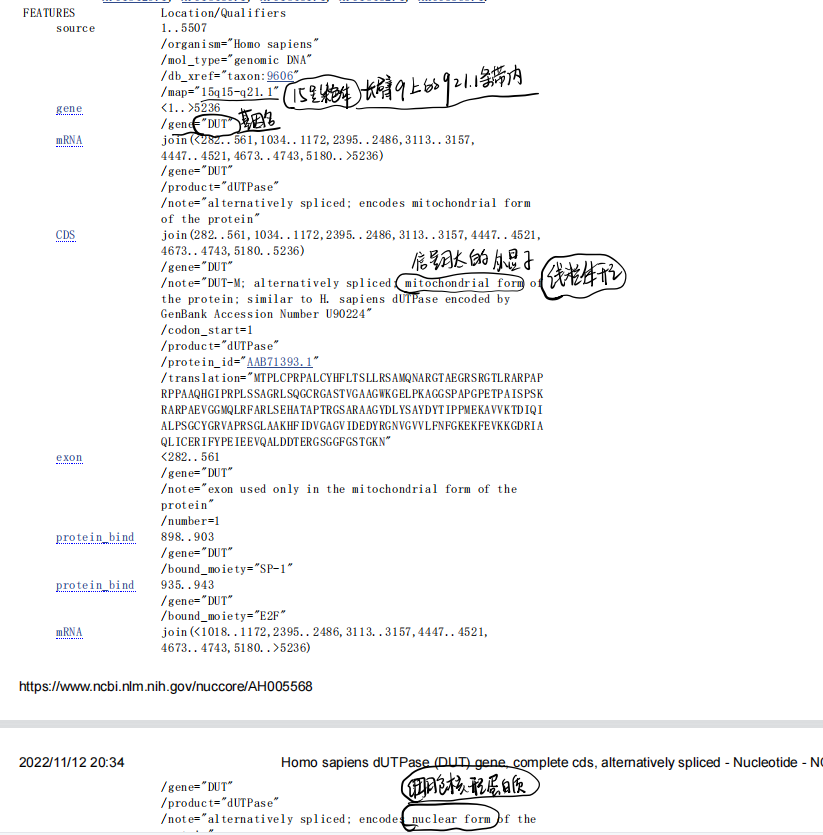 FEATURES Location/Qualifiers
source 1..5507
/organism="Homo sapiens"
/mol_type="genomic DNA"
/db_xref="taxon:9606"
/map="15q15-q21.1" 15号染色体 长臂q上的q21.1条带内
gene <1..>5236
/gene="DUT" 基因名
mRNA join(<282..561,1034..1172,2395..2486,3113..3157,
4447..4521,4673..4743,5180..>5236)
/gene="DUT"
/product="dUTPase"
/note="alternatively spliced; encodes mitochondrial form
of the protein"
CDS join(282..561,1034..1172,2395..2486,3113..3157,4447..4521,
4673..4743,5180..5236)
/gene="DUT"
信号肽大的外显子
/note="DUT-M; alternatively spliced; mitochondrial form of 线粒体形
the protein; similar to H. sapiens dUTPase encoded by
GenBank Accession Number U90224"
/codon_start=1
/product="dUTPase"
/protein_id="AAB71393.1"
/translation="MTPLCPRPALCYHFLTSLLRSAMQNARGTAEGRSRGTLRARPAP
RPPAAQHGIPRPLSSAGRLSQGCRGASTVGAAGWKGELPKAGGSPAPGPETPAISPSK
RARPAEVGGMQLRFARLSEHATAPTRGSARAAGYDLYSAYDYTIPPMEKAVVKTDIQI
ALPSGCYGRVAPRSGLAAKHFIDVGAGVIDEDYRGNVGVVLFNFGKEKFEVKKGDRIA
QLICERIFYPEIEEVQALDDTERGSGGFGSTGKN"
exon <282..561
/gene="DUT"
/note="exon used only in the mitochondrial form of the
protein"
/number=1
protein_bind 898..903
/gene="DUT"
/bound_moiety="SP-1"
protein_bind 935..943
/gene="DUT"
/bound_moiety="E2F"
mRNA join(<1018..1172,2395..2486,3113..3157,4447..4521,
4673..4743,5180..>5236)
https://www.ncbi.nlm.nih.gov/nuccore/AH005568
2022/11/12 20:34 Homo sapiens dUTPase (DUT) gene, complete cds, alternatively spliced - Nucleotide - NC
/gene="DUT" 核形蛋白质
/product="dUTPase"
/note="alternatively spliced; encodes nuclear form of the